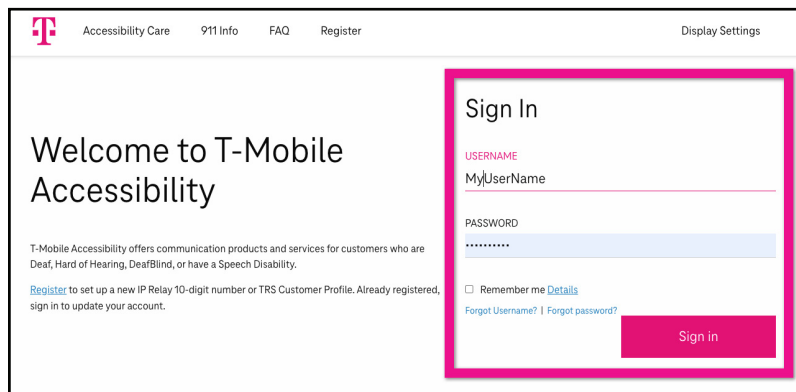 T Accessibility Care 911 Info FAQ Register Display Settings
Welcome to T-Mobile
Accessibility
T-Mobile Accessibility offers communication products and services for customers who are
Deaf, Hard of Hearing, DeafBlind, or have a Speech Disability.
Register to set up a new IP Relay 10-digit number or TRS Customer Profile. Already registered,
sign in to update your account.
Sign In
USERNAME
MyUserName
PASSWORD
••••••••••
Remember me Details
Forgot Username? | Forgot password?
Sign in